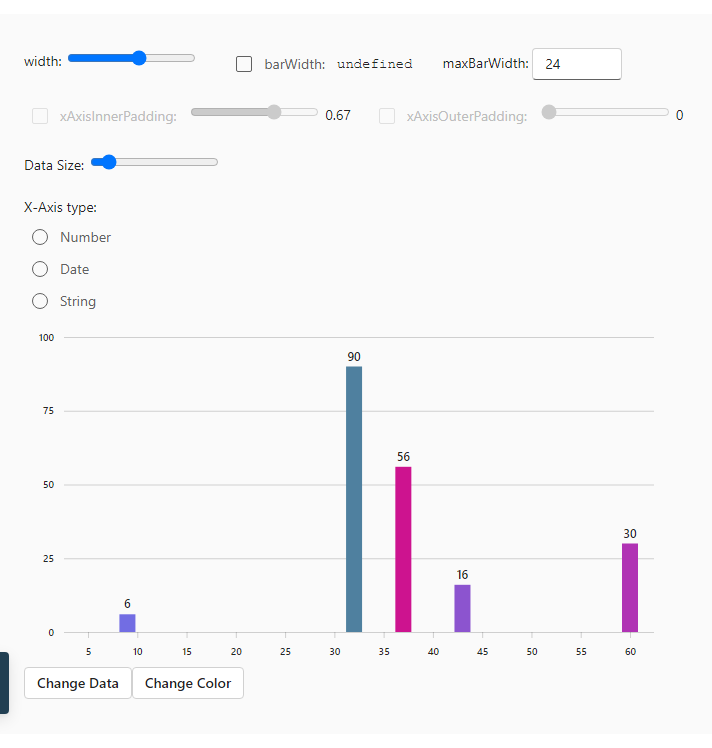 width: barWidth: undefined maxBarWidth: 24
xAxisInnerPadding: 0.67 xAxisOuterPadding: 0
Data Size:
X-Axis type:
Number
Date
String
100
90
75
56
50
30
25
16
6
0
5 10 15 20 25 30 35 40 45 50 55 60
Change Data Change Color